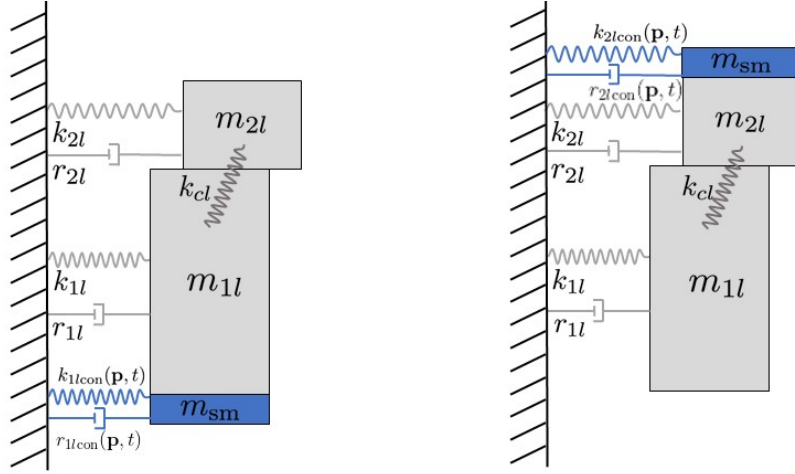 m_{2l}
k_{2l}
r_{2l}
k_{cl}
m_{1l}
k_{1l}
r_{1l}
k_{1lcon}(p, t)
m_{sm}
r_{1lcon}(p, t)
k_{2lcon}(p, t)
m_{sm}
r_{2lcon}(p, t)
m_{2l}
k_{2l}
r_{2l}
k_{cl}
m_{1l}
k_{1l}
r_{1l}